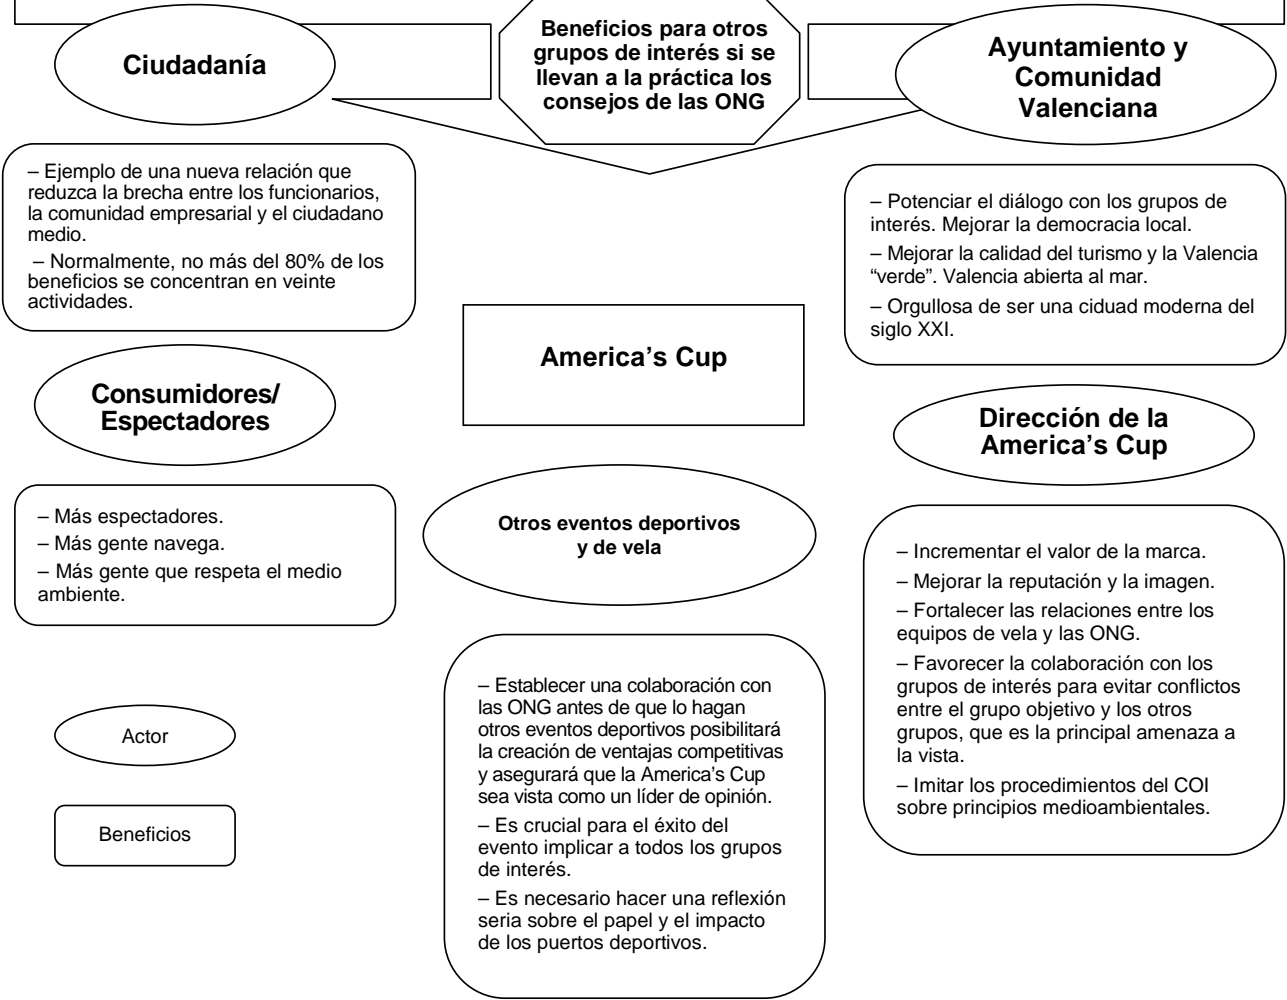 Beneficios para otros
grupos de interés si se
llevan a la práctica los
consejos de las ONG
Ciudadanía
– Ejemplo de una nueva relación que
reduzca la brecha entre los funcionarios,
la comunidad empresarial y el ciudadano
medio.
– Normalmente, no más del 80% de los
beneficios se concentran en veinte
actividades.
Ayuntamiento y
Comunidad
Valenciana
– Potenciar el diálogo con los grupos de
interés. Mejorar la democracia local.
– Mejorar la calidad del turismo y la Valencia
“verde”. Valencia abierta al mar.
– Orgullosa de ser una ciduad moderna del
siglo XXI.
America’s Cup
Consumidores/
Espectadores
– Más espectadores.
– Más gente navega.
– Más gente que respeta el medio
ambiente.
Otros eventos deportivos
y de vela
– Establecer una colaboración con
las ONG antes de que lo hagan
otros eventos deportivos posibilitará
la creación de ventajas competitivas
y asegurará que la America’s Cup
sea vista como un líder de opinión.
– Es crucial para el éxito del
evento implicar a todos los grupos
de interés.
– Es necesario hacer una reflexión
seria sobre el papel y el impacto
de los puertos deportivos.
Dirección de la
America’s Cup
– Incrementar el valor de la marca.
– Mejorar la reputación y la imagen.
– Fortalecer las relaciones entre los
equipos de vela y las ONG.
– Favorecer la colaboración con los
grupos de interés para evitar conflictos
entre el grupo objetivo y los otros
grupos, que es la principal amenaza a
la vista.
– Imitar los procedimientos del COI
sobre principios medioambientales.
Actor
Beneficios